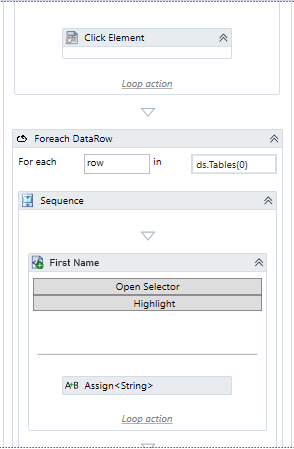 Click Element
Loop action
Foreach DataRow
For each row in ds.Tables(0)
Sequence
First Name
Open Selector
Highlight
A+B Assign<String>
Loop action